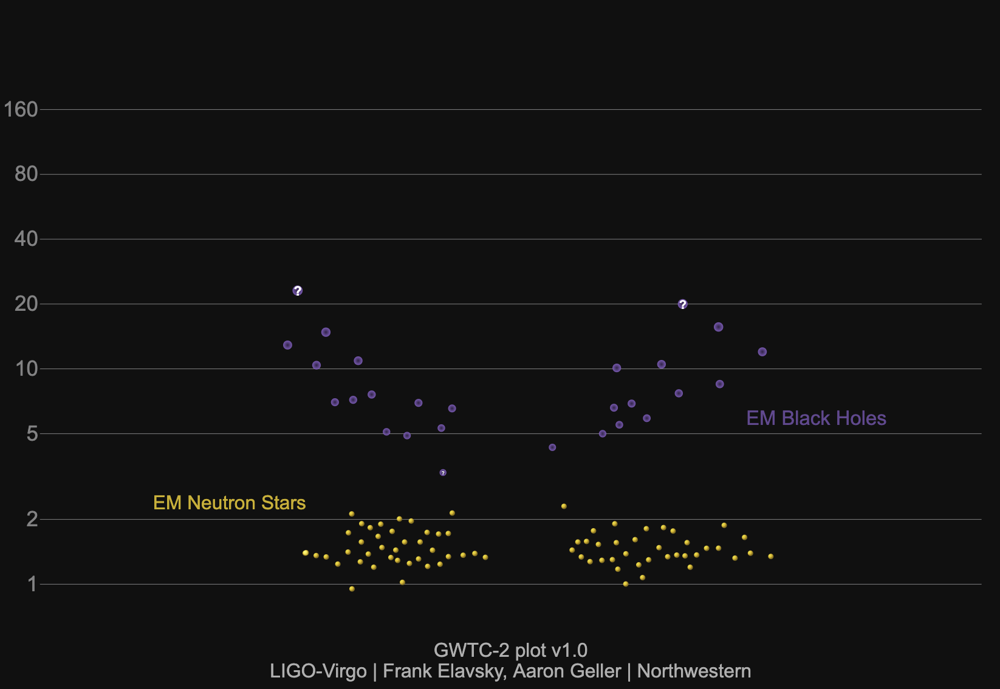 160
80
40
?
20
?
10
EM Black Holes
5
?
EM Neutron Stars
2
1
GWTC-2 plot v1.0
LIGO-Virgo | Frank Elavsky, Aaron Geller | Northwestern